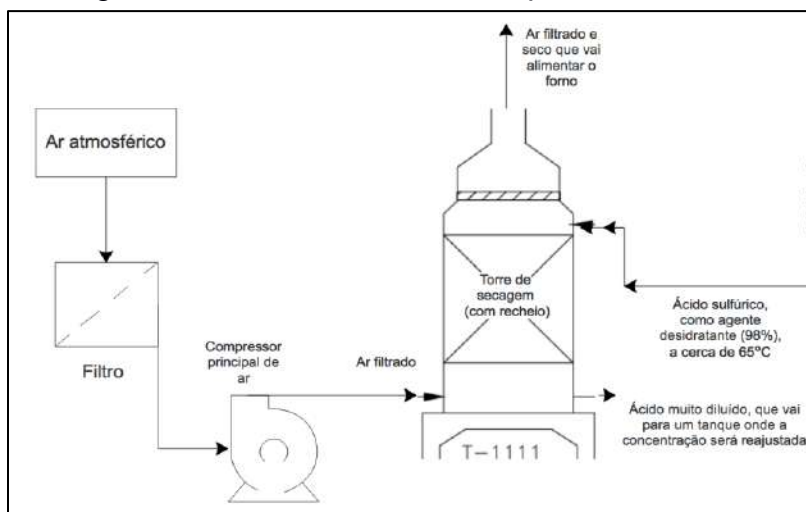 Ar filtrado e
seco que vai
alimentar o
forno
Ar atmosférico
Filtro
Compressor
principal de
ar
Ar filtrado
Torre de
secagem
(com recheio)
Ácido sulfúrico,
como agente
desidratante (98%),
a cerca de 65ºC
Ácido muito diluído, que vai
para um tanque onde a
concentração será reajustada
T-1111